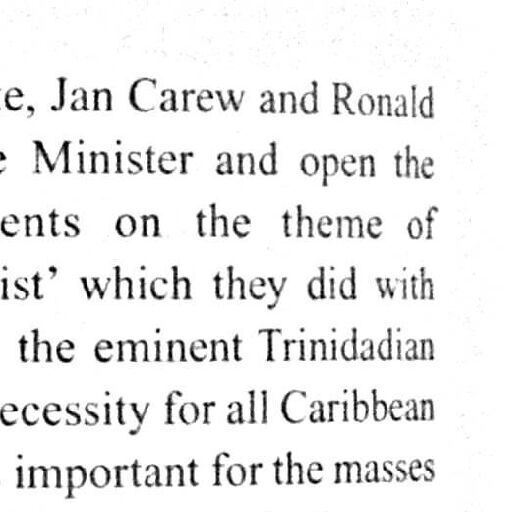 e, Jan Carew and Ronald
Minister and open the
ents on the theme of
ist’ which they did with
the eminent Trinidadian
ecessity for all Caribbean
important for the masses